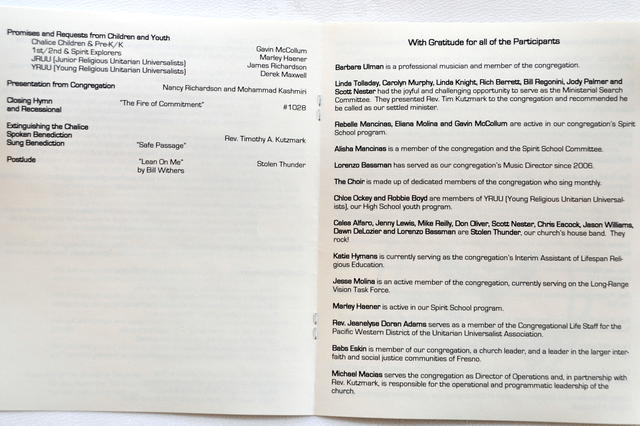 Promises and Requests from Children and Youth
Chalice Children & Pre-K/K Gavin McCollum
1st/2nd & Spirit Explorers Marley Haener
JRUU (Junior Religious Unitarian Universalists) James Richardson
YRUU (Young Religious Unitarian Universalists) Derek Maxwell
Presentation from Congregation Nancy Richardson and Mohammad Kashmiri
Closing Hymn "The Fire of Commitment" #1028
and Recessional
Extinguishing the Chalice
Spoken Benediction Rev. Timothy A. Kutzmark
Sung Benediction "Safe Passage"
Postlude "Lean On Me" Stolen Thunder
by Bill Withers
With Gratitude for all of the Participants
Barbara Ulman is a professional musician and member of the congregation.
Linda Tolladay, Carolyn Murphy, Linda Knight, Rich Berrett, Bill Regonini, Jody Palmer and
Scott Nester had the joyful and challenging opportunity to serve as the Ministerial Search
Committee. They presented Rev. Tim Kutzmark to the congregation and recommended he
be called as our settled minister.
Rebelle Mancinas, Eliana Molina and Gavin McCollum are active in our congregation's Spirit
School program.
Alisha Mancinas is a member of the congregation and the Spirit School Committee.
Lorenzo Bassman has served as our congregation's Music Director since 2006.
The Choir is made up of dedicated members of the congregation who sing monthly.
Chloe Ockey and Robbie Boyd are members of YRUU (Young Religious Unitarian Universal-
ists), our High School youth program.
Celea Alfaro, Jenny Lewis, Mike Reilly, Don Oliver, Scott Nester, Chris Eacock, Jason Williams,
Dawn DeLozier and Lorenzo Bassman are Stolen Thunder, our church's house band. They
rock!
Katie Hymans is currently serving as the congregation's Interim Assistant of Lifespan Reli-
gious Education.
Jesse Molina is an active member of the congregation, currently serving on the Long-Range
Vision Task Force.
Marley Haener is active in our Spirit School program.
Rev. Jeanelyse Doran Adams serves as a member of the Congregational Life Staff for the
Pacific Western District of the Unitarian Universalist Association.
Babs Eskin is member of our congregation, a church leader, and a leader in the larger inter-
faith and social justice communities of Fresno.
Michael Macias serves the congregation as Director of Operations and, in partnership with
Rev. Kutzmark, is responsible for the operational and programmatic leadership of the
church.